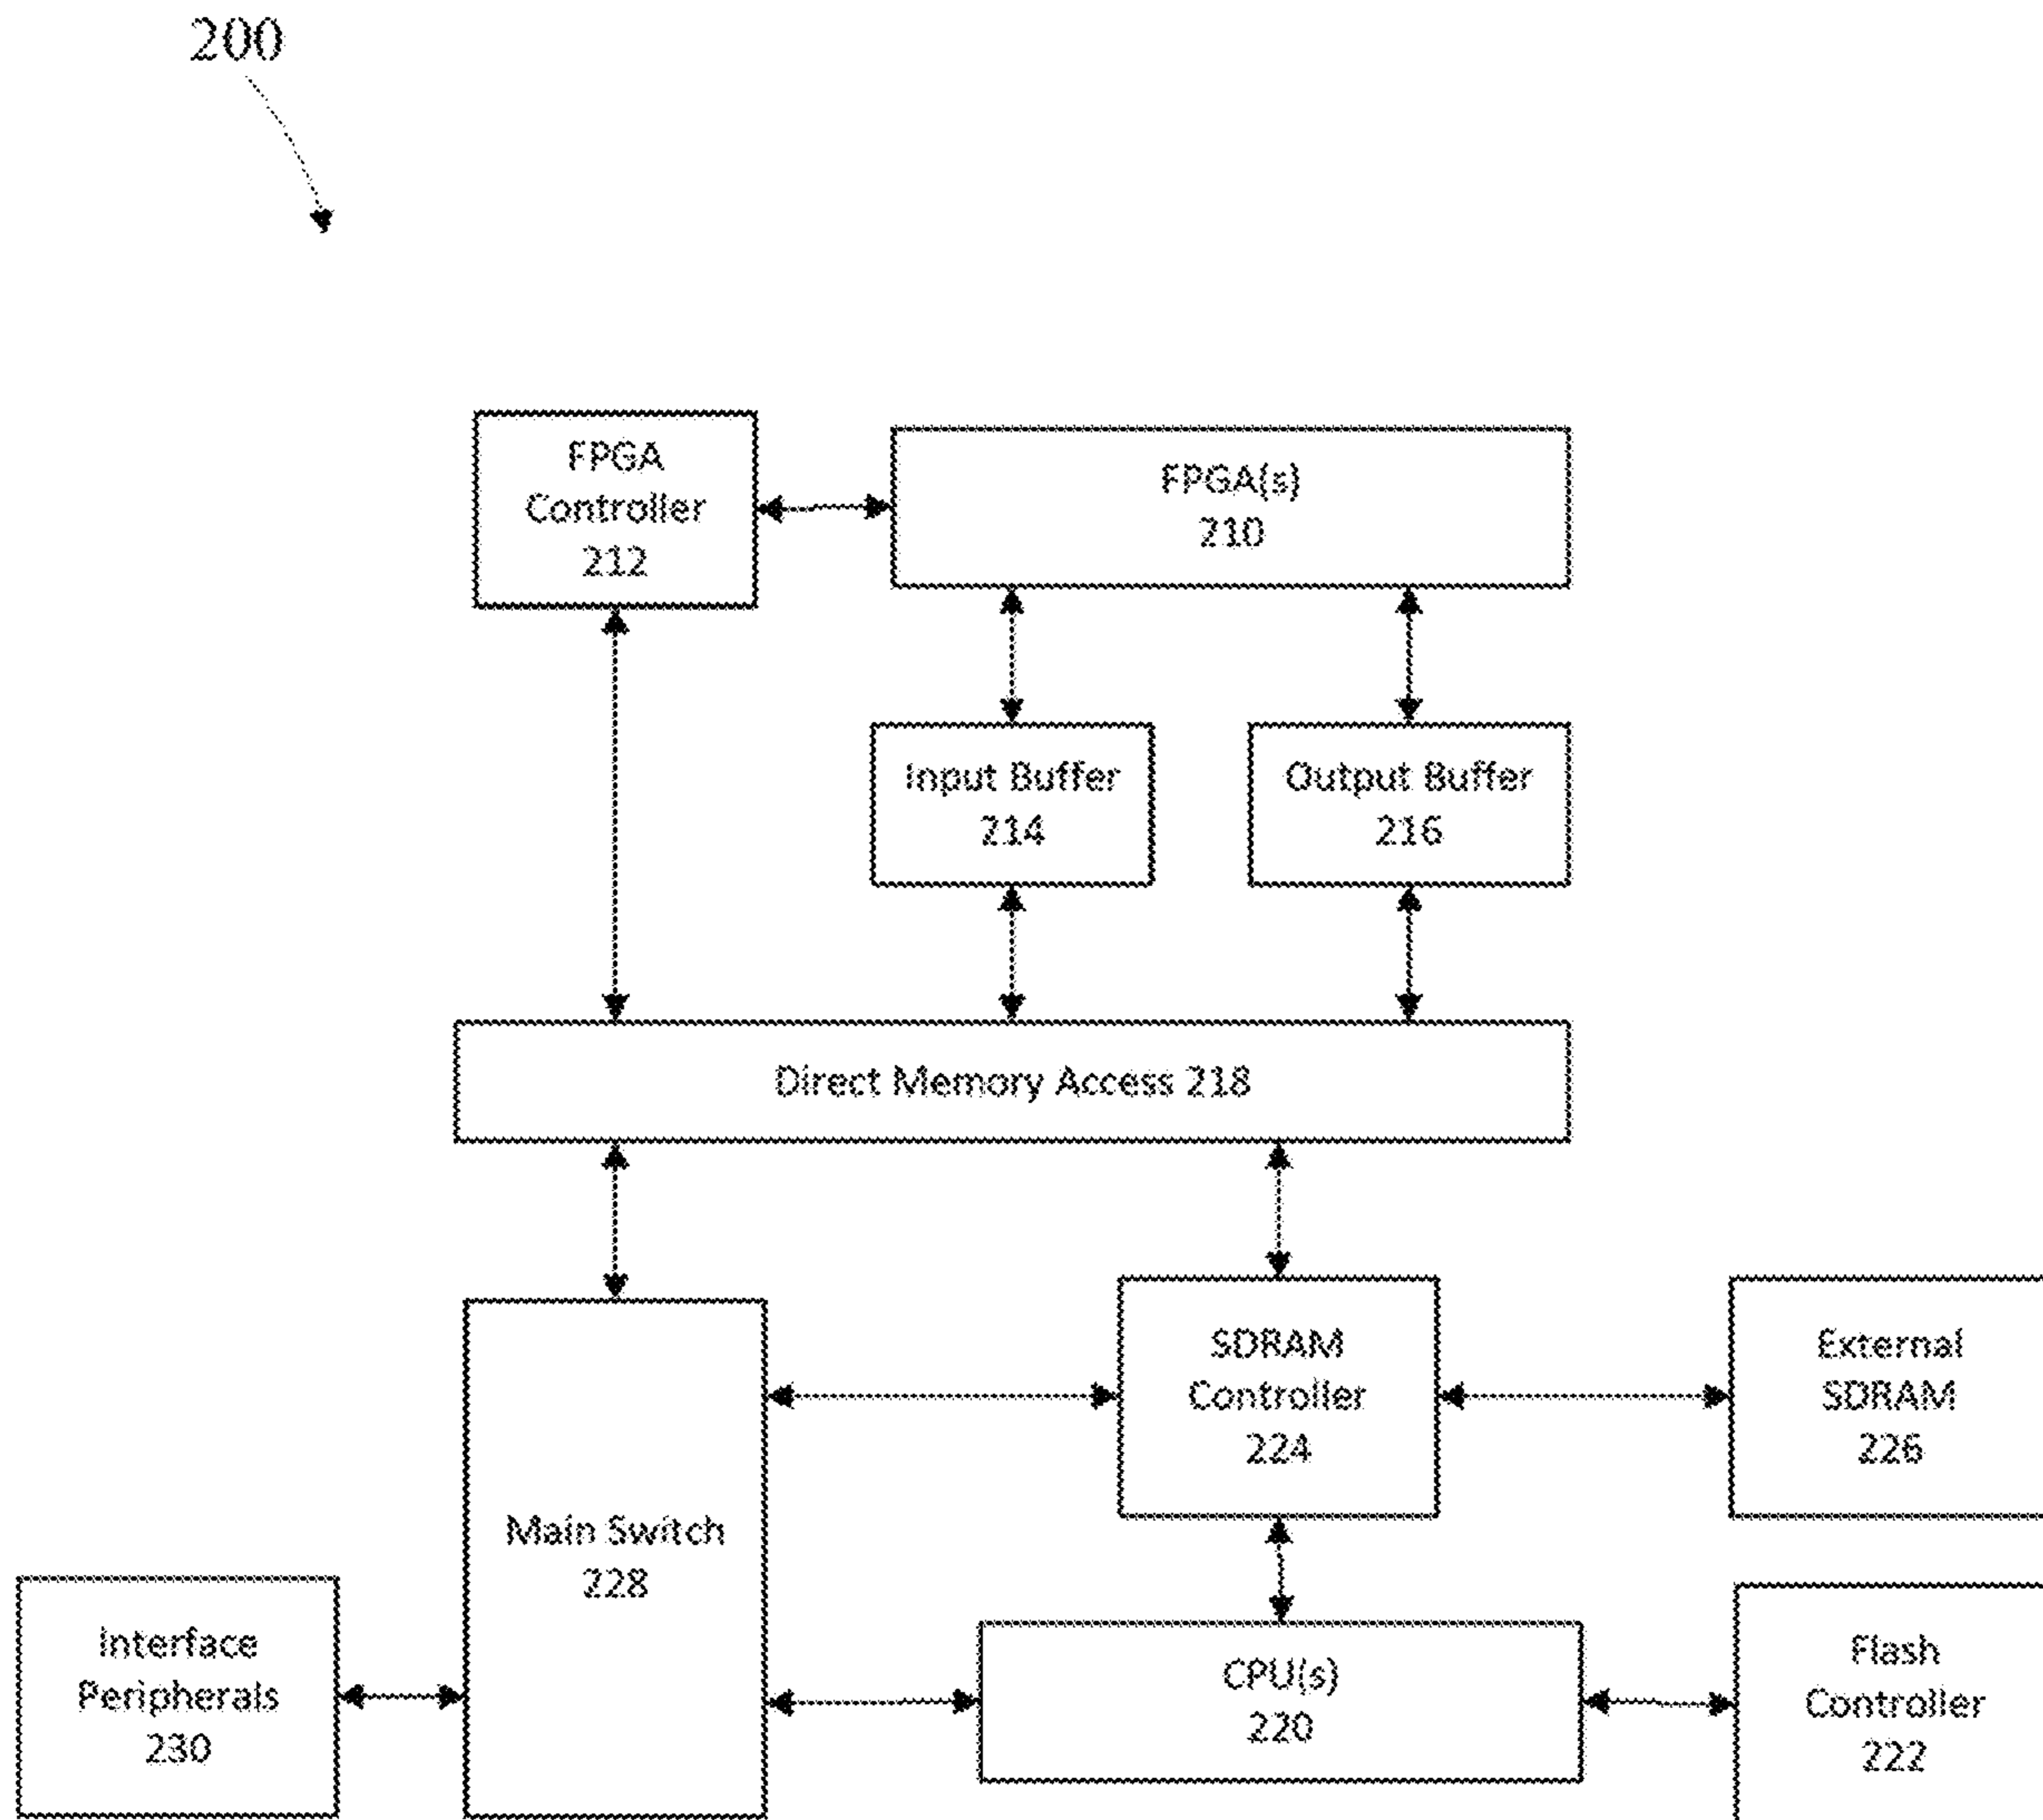 200
FPGA
Controller
212
FPGA(s)
210
Input Buffer
214
Output Buffer
216
Direct Memory Access 218
SDRAM
Controller
224
External
SDRAM
226
Main Switch
228
Interface
Peripherals
230
CPU(s)
220
Flash
Controller
222